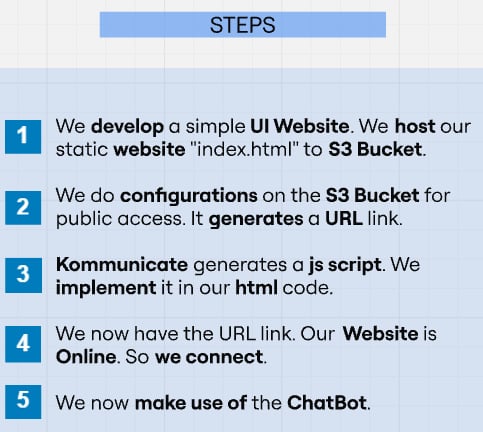 STEPS
1
We develop a simple UI Website. We host our
static website "index.html" to S3 Bucket.
2
We do configurations on the S3 Bucket for
public access. It generates a URL link.
3
Kommunicate generates a js script. We
implement it in our html code.
4
We now have the URL link. Our Website is
Online. So we connect.
5
We now make use of the ChatBot.